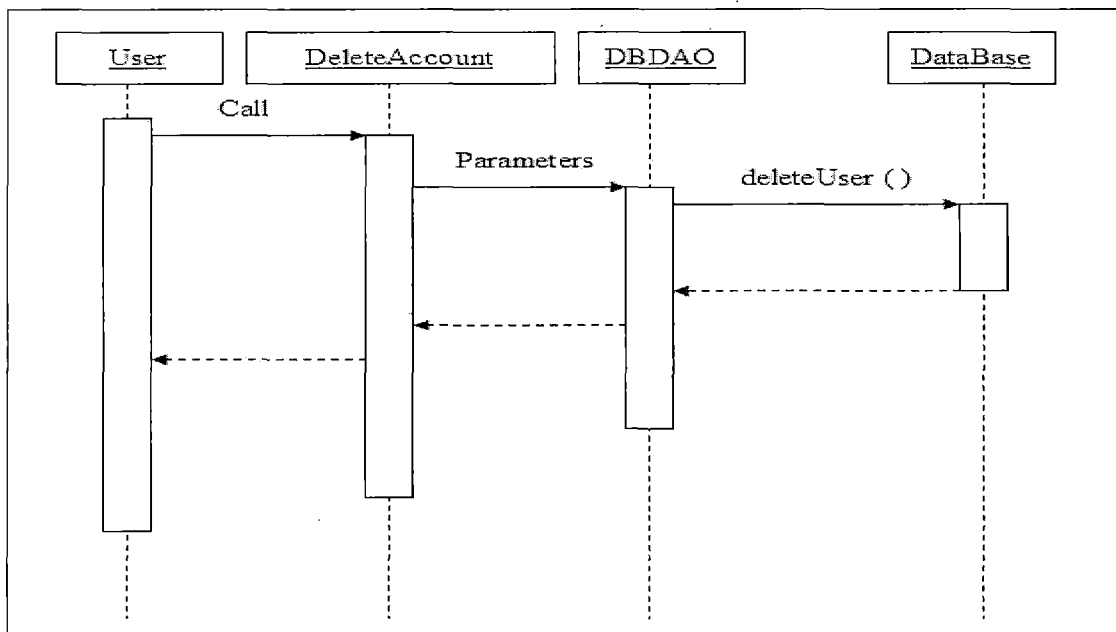 User
DeleteAccount
DBDAO
DataBase
Call
Parameters
deleteUser ( )